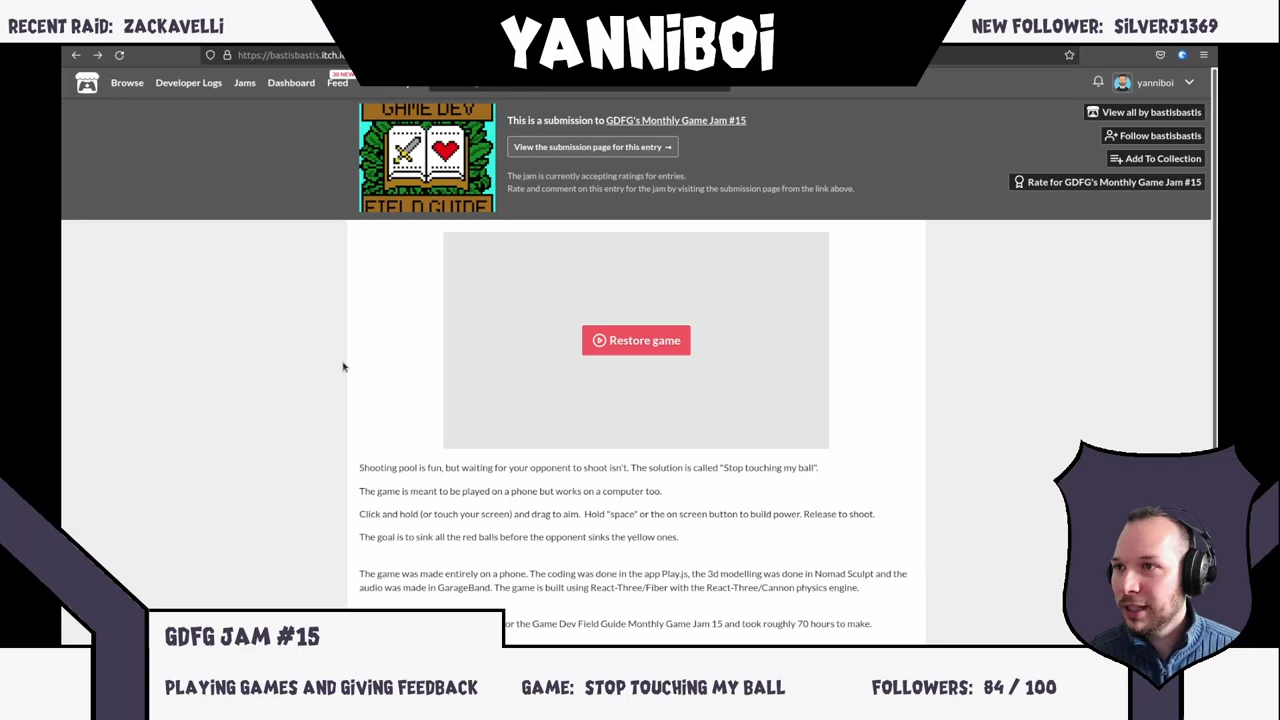 RECENT RAID: ZACKAVELLI
YANNIBOI
NEW FOLLOWER: SILVERJ1369
https://bastisbastis.itch.i
Browse
Developer Logs
Jams
Dashboard
Feed
38 NEW
yanniboi
GAME DEV
FIELD GUIDE
This is a submission to GDFG's Monthly Game Jam #15
View the submission page for this entry →
The jam is currently accepting ratings for entries.
Rate and comment on this entry for the jam by visiting the submission page from the link above.
View all by bastisbastis
Follow bastisbastis
Add To Collection
Rate for GDFG's Monthly Game Jam #15
Restore game
Shooting pool is fun, but waiting for your opponent to shoot isn't. The solution is called "Stop touching my ball".
The game is meant to be played on a phone but works on a computer too.
Click and hold (or touch your screen) and drag to aim. Hold "space" or the on screen button to build power. Release to shoot.
The goal is to sink all the red balls before the opponent sinks the yellow ones.
The game was made entirely on a phone. The coding was done in the app Play.js, the 3d modelling was done in Nomad Sculpt and the
audio was made in GarageBand. The game is built using React-Three/Fiber with the React-Three/Cannon physics engine.
or the Game Dev Field Guide Monthly Game Jam 15 and took roughly 70 hours to make.
GDFG JAM #15
PLAYING GAMES AND GIVING FEEDBACK
GAME: STOP TOUCHING MY BALL
FOLLOWERS: 84 / 100